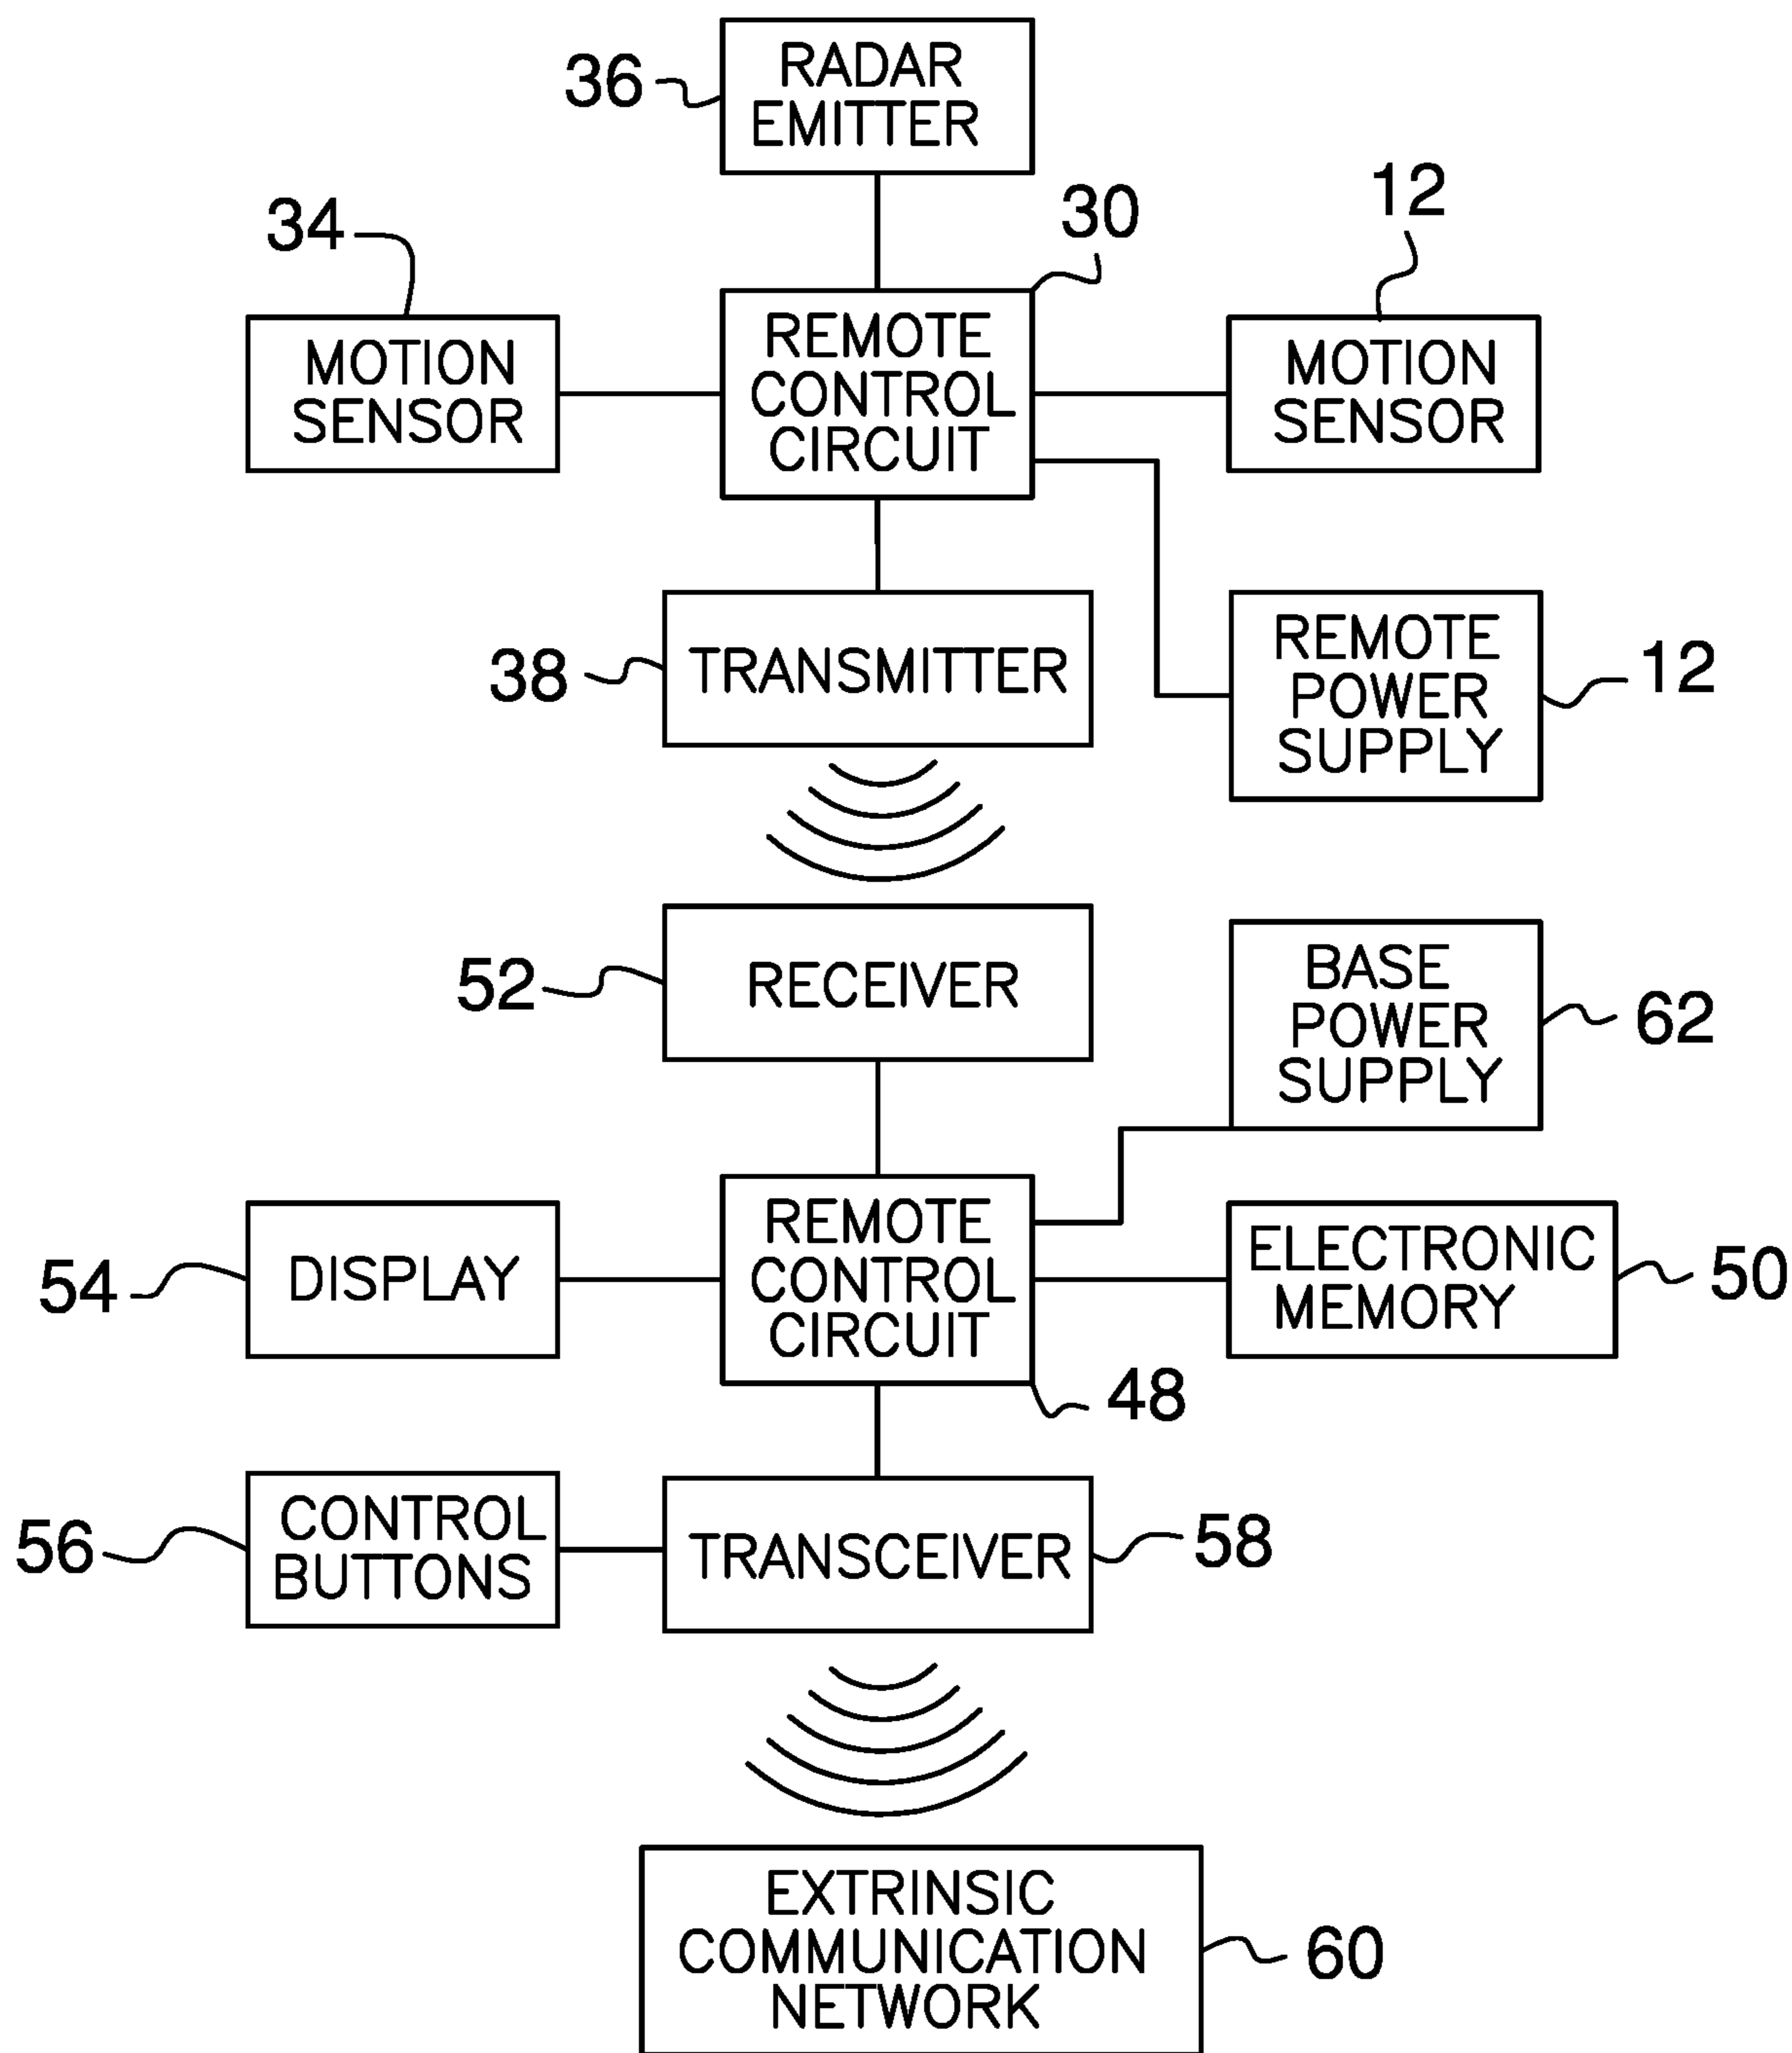 36
RADAR
EMITTER
34
30
12
MOTION
SENSOR
REMOTE
CONTROL
CIRCUIT
MOTION
SENSOR
38
TRANSMITTER
REMOTE
POWER
SUPPLY
12
52
RECEIVER
BASE
POWER
SUPPLY
62
54
DISPLAY
REMOTE
CONTROL
CIRCUIT
48
ELECTRONIC
MEMORY
50
56
CONTROL
BUTTONS
TRANSCEIVER
58
EXTRINSIC
COMMUNICATION
NETWORK
60